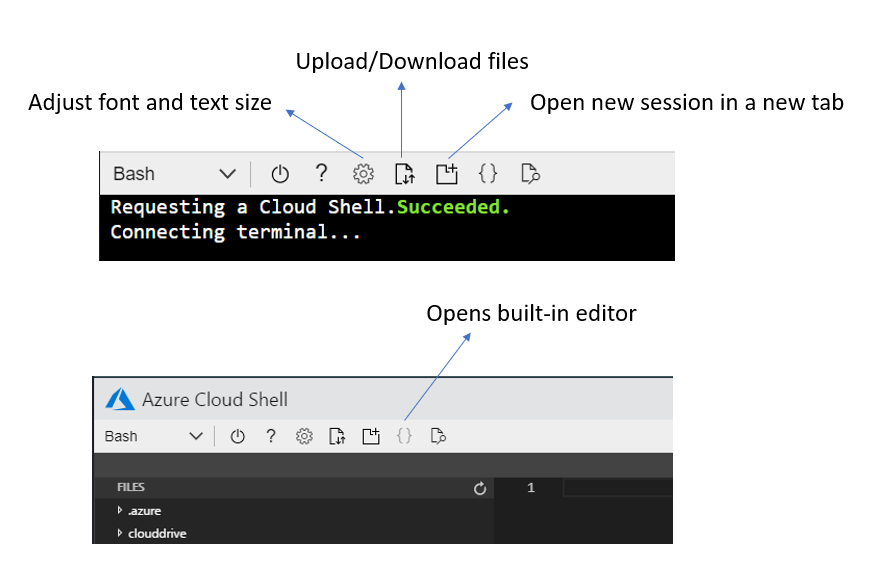 Upload/Download files
Adjust font and text size
Open new session in a new tab
Bash
Requesting a Cloud Shell.Succeeded.
Connecting terminal...
Opens built-in editor
Azure Cloud Shell
Bash
FILES
1
.azure
clouddrive